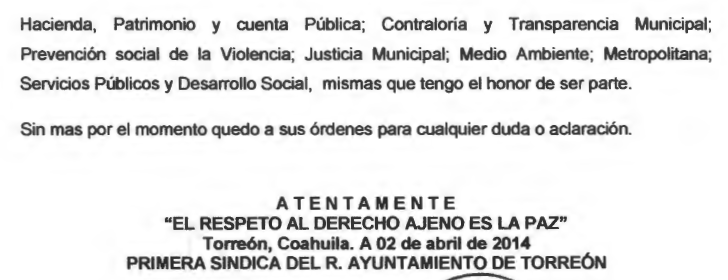 Hacienda, Patrimonio y cuenta Pública; Contraloría y Transparencia Municipal;
Prevención social de la Violencia; Justicia Municipal; Medio Ambiente; Metropolitana;
Servicios Públicos y Desarrollo Social, mismas que tengo el honor de ser parte.
Sin mas por el momento quedo a sus órdenes para cualquier duda o aclaración.
A T E N T A M E N T E
“EL RESPETO AL DERECHO AJENO ES LA PAZ”
Torreón, Coahuila. A 02 de abril de 2014
PRIMERA SINDICA DEL R. AYUNTAMIENTO DE TORREÓN